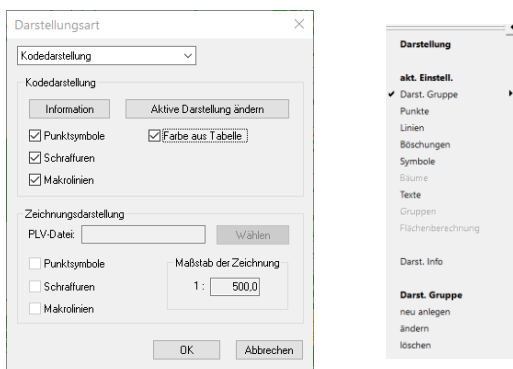 Darstellungsart
Kodedarstellung
Kodedarstellung
Information
Aktive Darstellung ändern
Punktsymbole
Farbe aus Tabelle
Schraffuren
Makrolinien
Zeichnungsdarstellung
PLV-Datei:
Wählen
Punktsymbole
Maßstab der Zeichnung
Schraffuren
1 : 500,0
Makrolinien
OK
Abbrechen
Darstellung
akt. Einstell.
Darst. Gruppe
Punkte
Linien
Böschungen
Symbole
Bäume
Texte
Gruppen
Flächenberechnung
Darst. Info
Darst. Gruppe
neu anlegen
ändern
löschen